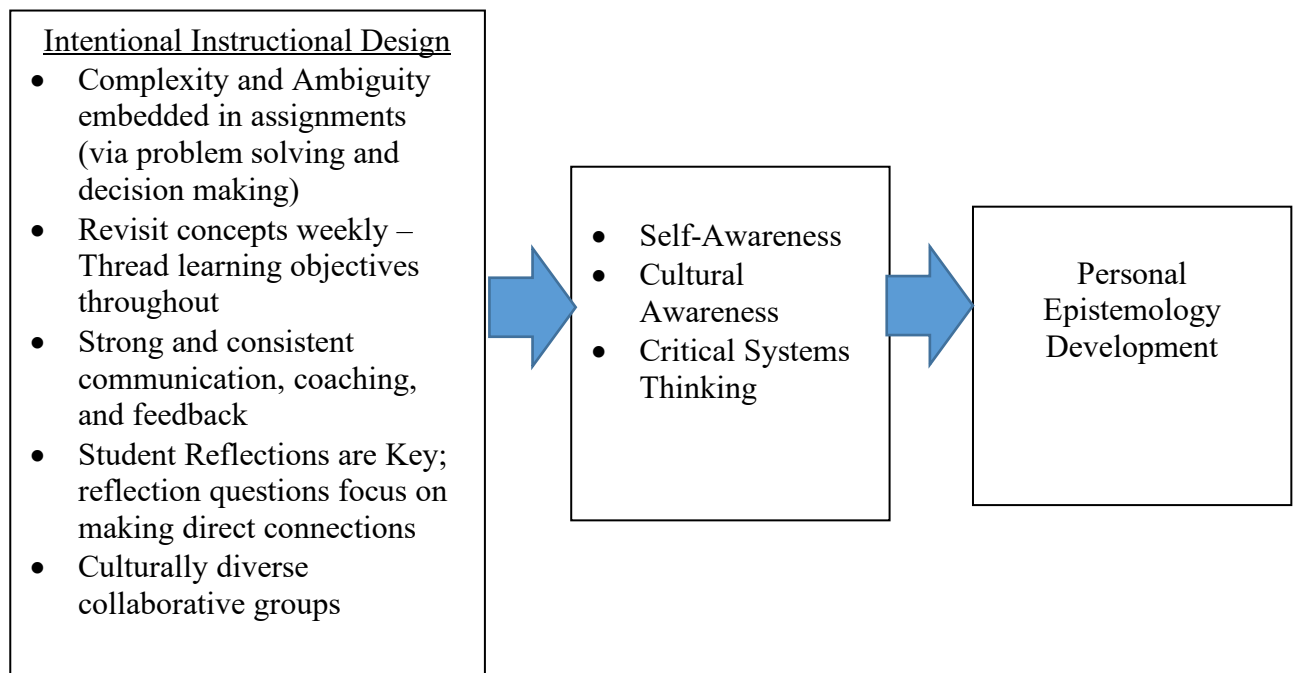 Intentional Instructional Design
• Complexity and Ambiguity
embedded in assignments
(via problem solving and
decision making)
• Revisit concepts weekly –
Thread learning objectives
throughout
• Strong and consistent
communication, coaching,
and feedback
• Student Reflections are Key;
reflection questions focus on
making direct connections
• Culturally diverse
collaborative groups
• Self-Awareness
• Cultural
Awareness
• Critical Systems
Thinking
Personal
Epistemology
Development